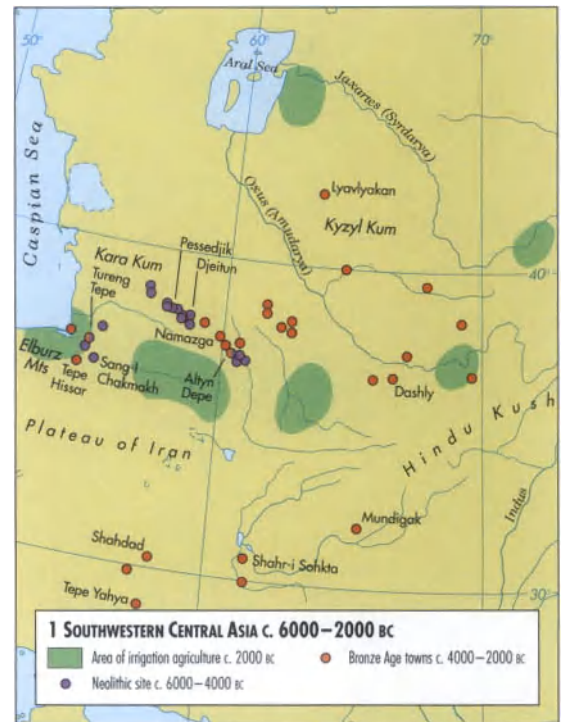 50°
60°
70°
Aral Sea
Jaxartes (Syrdarya)
Caspian Sea
Oxus (Amudarya)
Lyavlyakan
Kyzyl Kum
Pessedjik
Kara Kum
Djeitun
Tureng
Tepe
40°
Namazga
Elburz
Mts
Tepe
Hissar
Sang-i
Chakmakh
Altyn
Depe
Dashly
Plateau of Iran
Hindu Kush
Indus
Mundigak
Shahdad
Shahr-i Sohkta
Tepe Yahya
30°
1 SOUTHWESTERN CENTRAL ASIA C. 6000–2000 BC
Area of irrigation agriculture c. 2000 BC
Bronze Age towns c. 4000–2000 BC
Neolithic site c. 6000–4000 BC